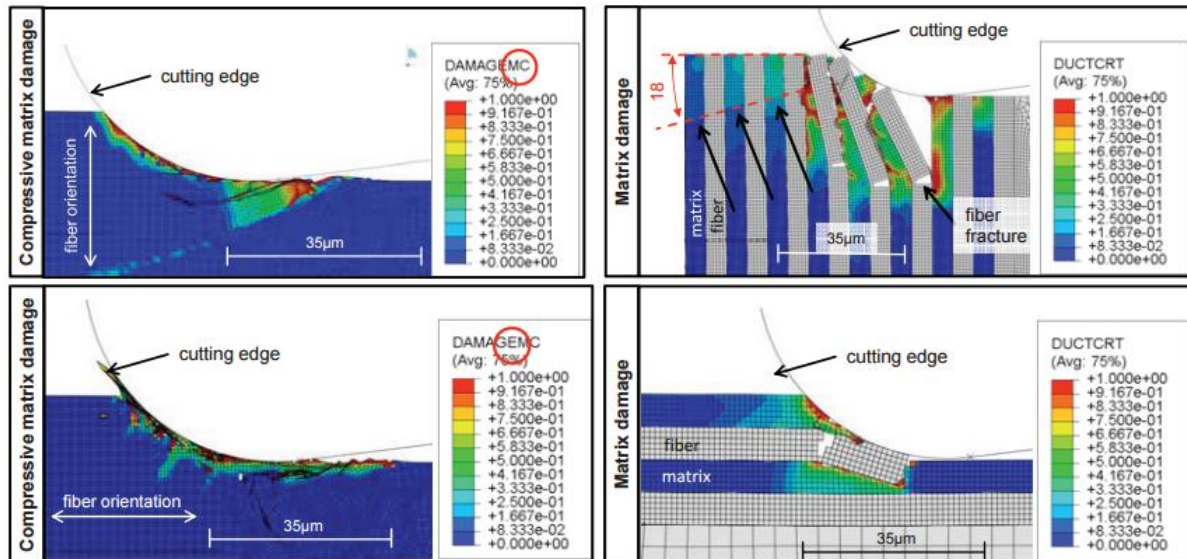 Compressive matrix damage
cutting edge
fiber orientation
35µm
DAMAGEMC
(Avg: 75%)
+1.000e+00
+9.167e-01
+8.333e-01
+7.500e-01
+6.667e-01
+5.833e-01
+5.000e-01
+4.167e-01
+3.333e-01
+2.500e-01
+1.667e-01
+8.333e-02
+0.000e+00
Matrix damage
cutting edge
18
matrix
fiber
35µm
fiber
fracture
DUCTCRT
(Avg: 75%)
+1.000e+00
+9.167e-01
+8.333e-01
+7.500e-01
+6.667e-01
+5.833e-01
+5.000e-01
+4.167e-01
+3.333e-01
+2.500e-01
+1.667e-01
+8.333e-02
+0.000e+00
Compressive matrix damage
cutting edge
fiber orientation
35µm
DAMAGEMC
(Avg: 75%)
+1.000e+00
+9.167e-01
+8.333e-01
+7.500e-01
+6.667e-01
+5.833e-01
+5.000e-01
+4.167e-01
+3.333e-01
+2.500e-01
+1.667e-01
+8.333e-02
+0.000e+00
Matrix damage
cutting edge
fiber
matrix
35µm
DUCTCRT
(Avg: 75%)
+1.000e+00
+9.167e-01
+8.333e-01
+7.500e-01
+6.667e-01
+5.833e-01
+5.000e-01
+4.167e-01
+3.333e-01
+2.500e-01
+1.667e-01
+8.333e-02
+0.000e+00